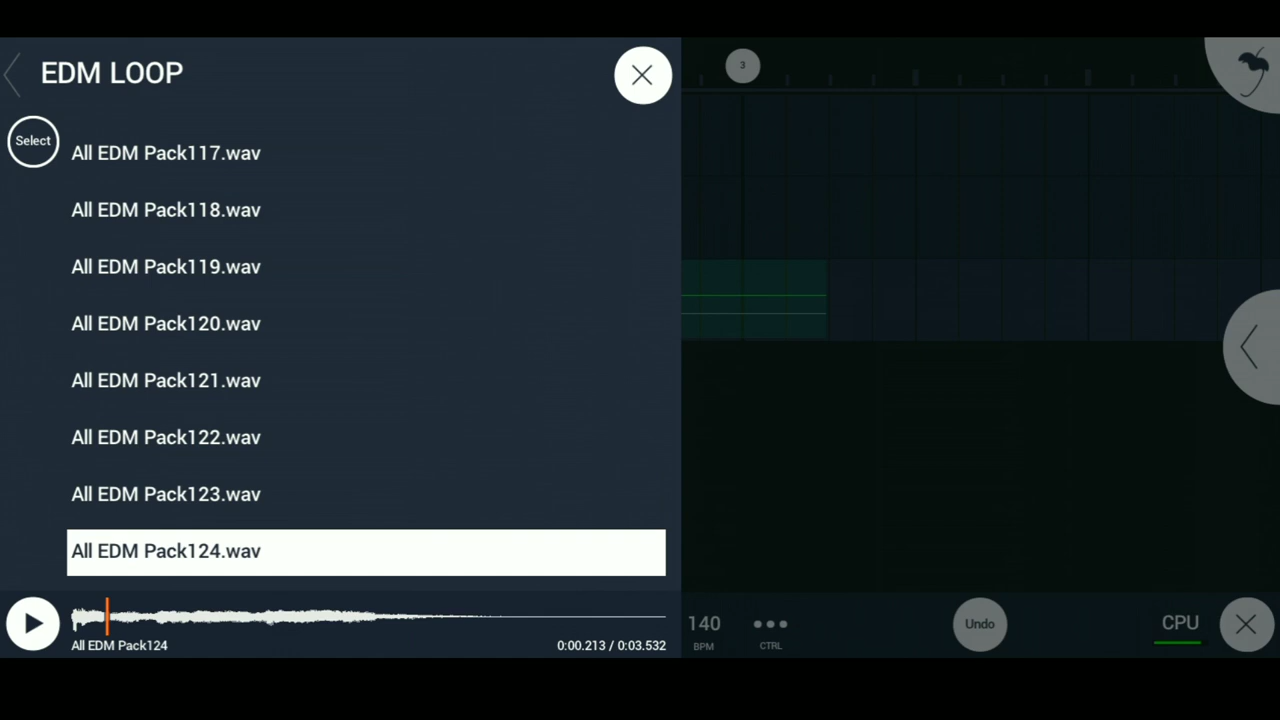 EDM LOOP
Select
All EDM Pack117.wav
All EDM Pack118.wav
All EDM Pack119.wav
All EDM Pack120.wav
All EDM Pack121.wav
All EDM Pack122.wav
All EDM Pack123.wav
All EDM Pack124.wav
All EDM Pack124
0:00.213 / 0:03.532
3
140
BPM
CTRL
Undo
CPU